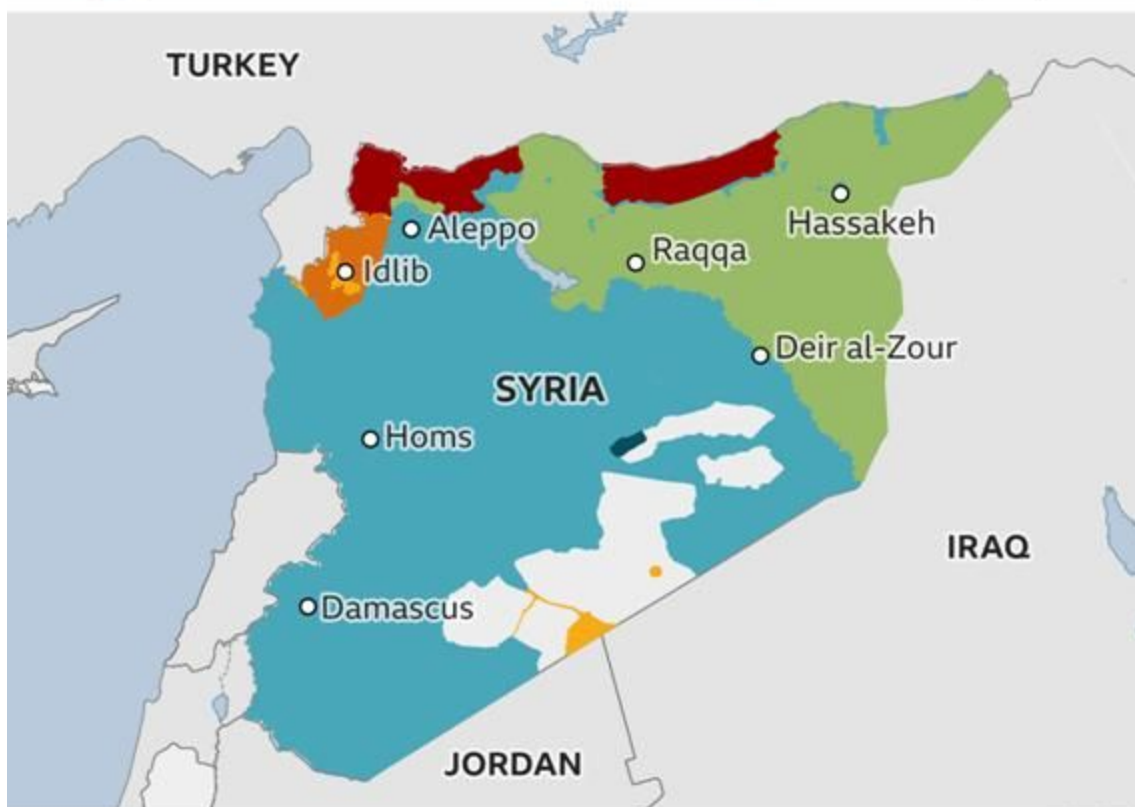 TURKEY
Aleppo
Hassakeh
Raqqa
Idlib
Deir al-Zour
SYRIA
Homs
IRAQ
Damascus
JORDAN